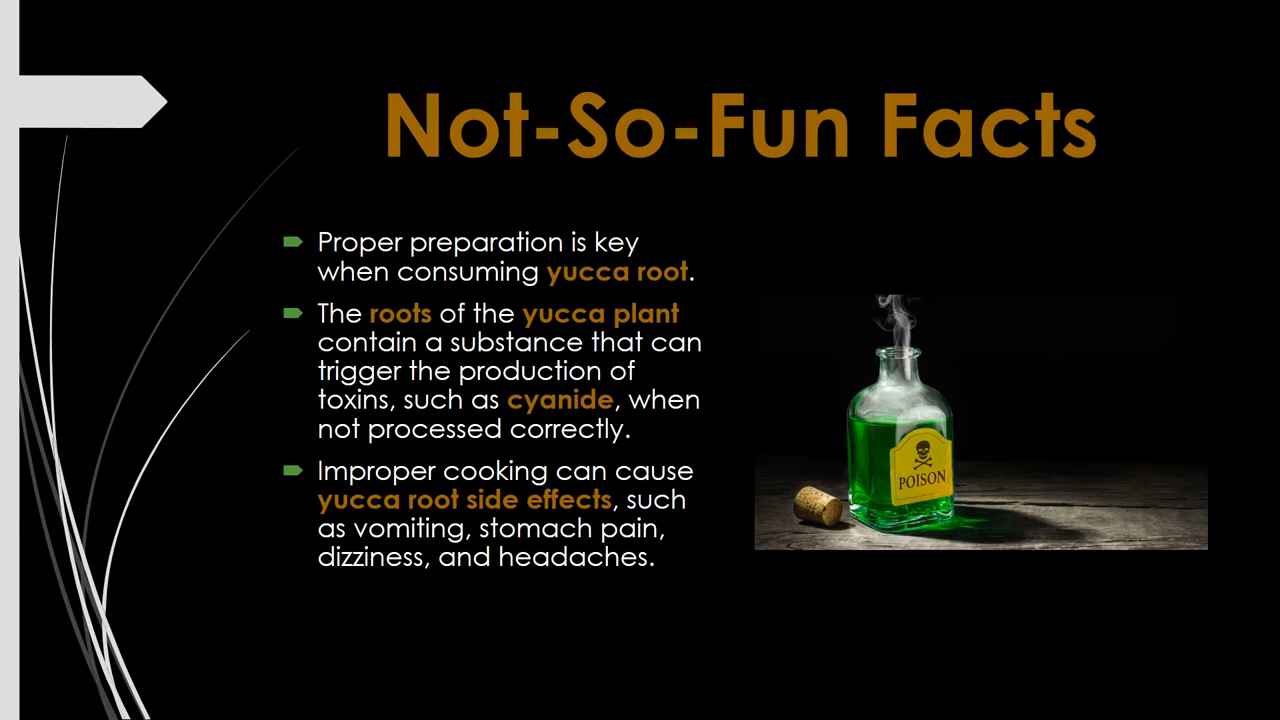 Not-So-Fun Facts
Proper preparation is key
when consuming yucca root.
The roots of the yucca plant
contain a substance that can
trigger the production of
toxins, such as cyanide, when
not processed correctly.
Improper cooking can cause
yucca root side effects, such
as vomiting, stomach pain,
dizziness, and headaches.
POISON